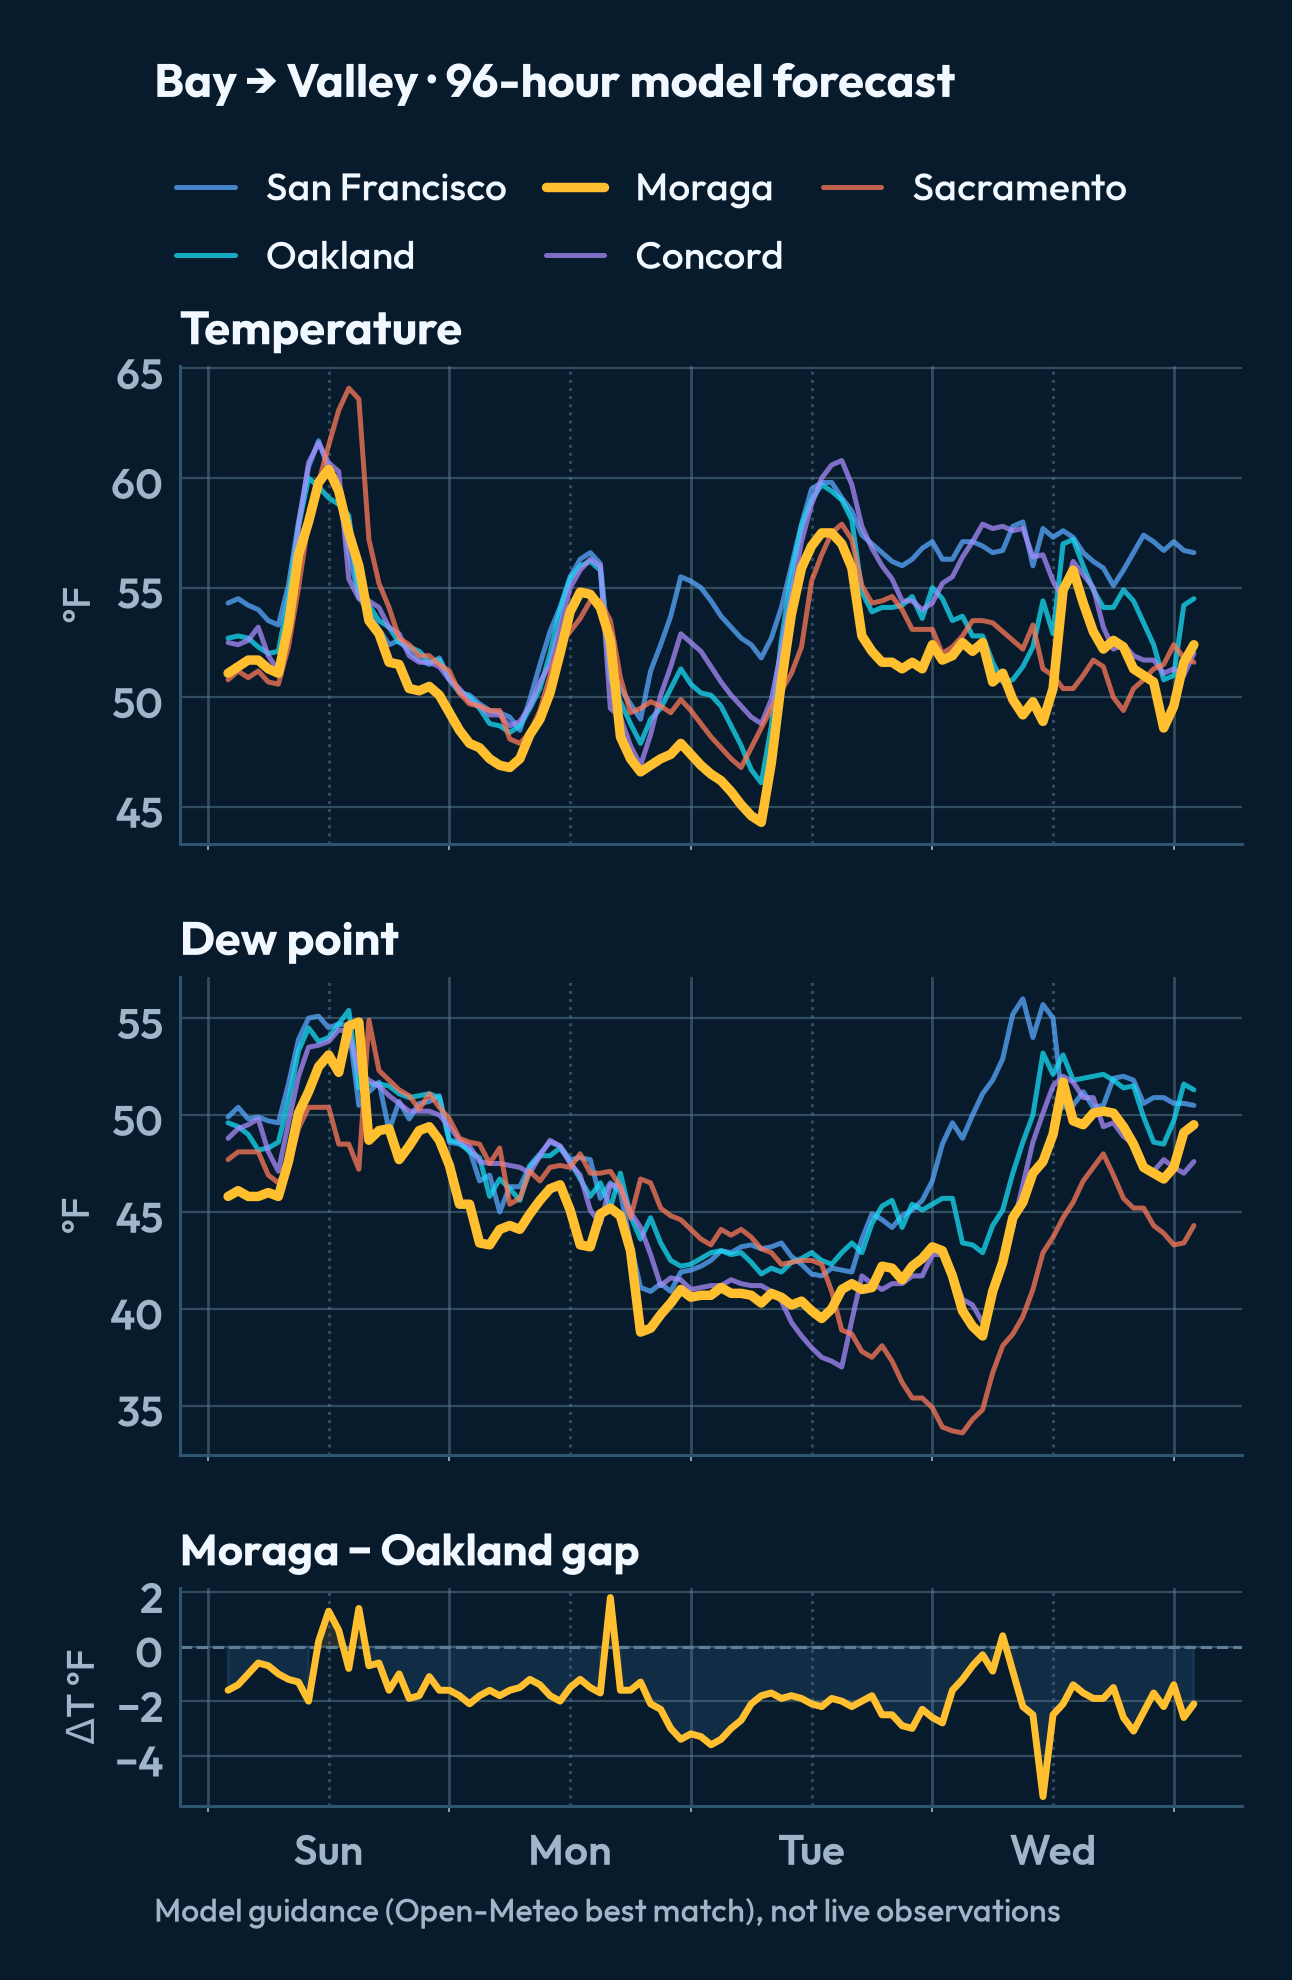 Bay → Valley · 96-hour model forecast
San Francisco
Moraga
Sacramento
Oakland
Concord
Temperature
65
60
55
50
45
°F
Dew point
55
50
45
40
35
°F
Moraga − Oakland gap
2
0
−2
−4
ΔT °F
Sun
Mon
Tue
Wed
Model guidance (Open-Meteo best match), not live observations